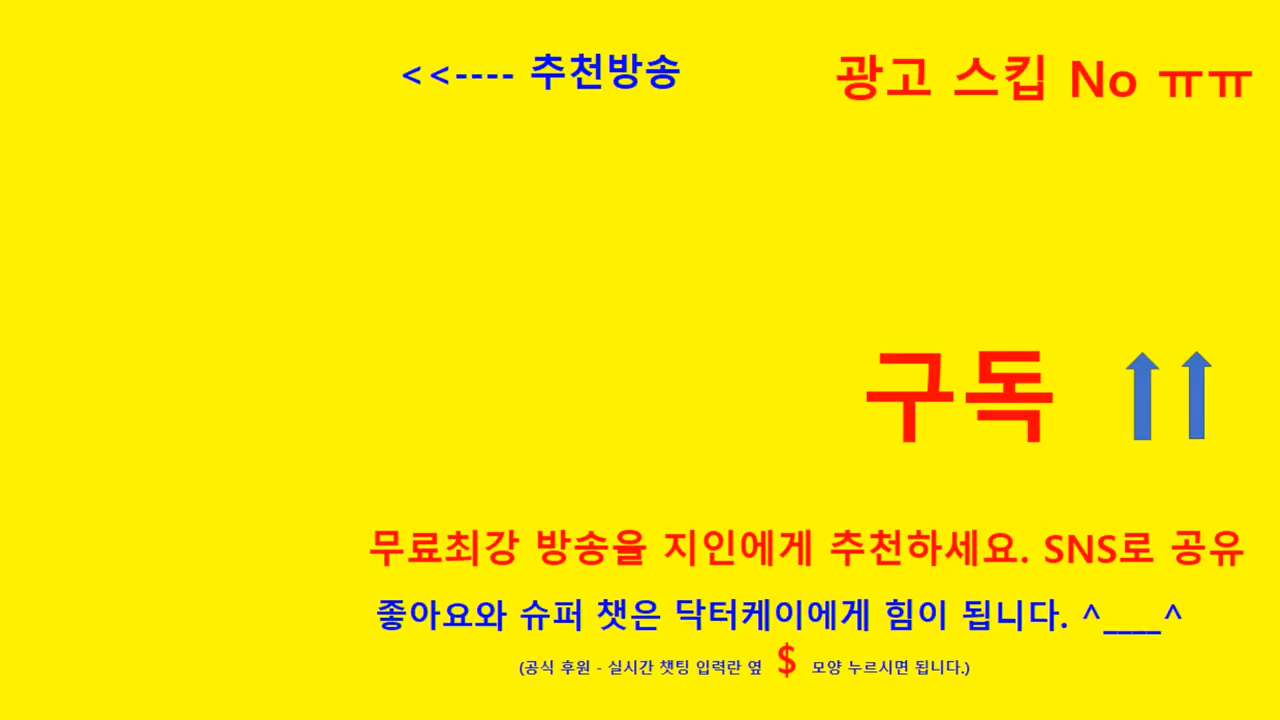 <<---- 추천방송
광고 스킵 No ㅠㅠ
구독
무료최강 방송을 지인에게 추천하세요. SNS로 공유
좋아요와 슈퍼 챗은 닥터케이에게 힘이 됩니다. ^____^
(공식 후원 - 실시간 챗팅 입력란 옆 $ 모양 누르시면 됩니다.)